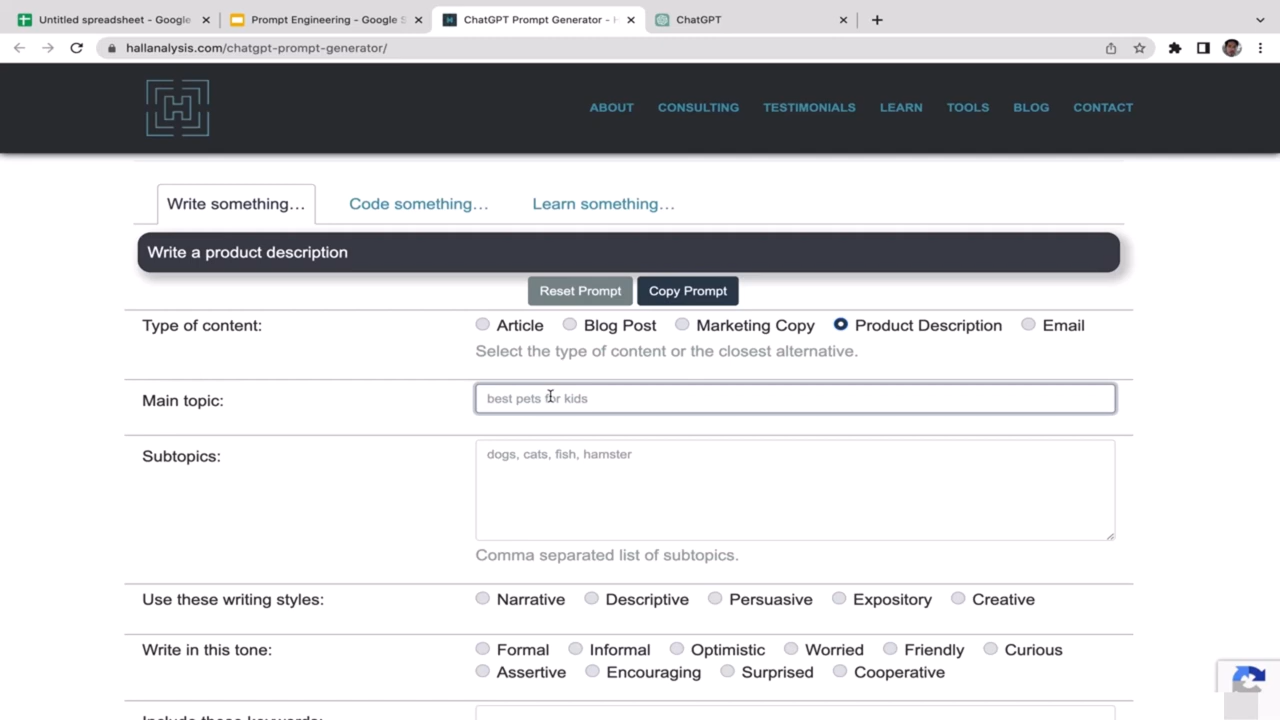 Untitled spreadsheet - Google
Prompt Engineering - Google S
ChatGPT Prompt Generator -
ChatGPT
hallanalysis.com/chatgpt-prompt-generator/
H
ABOUT CONSULTING TESTIMONIALS LEARN TOOLS BLOG CONTACT
Write something…
Code something…
Learn something…
Write a product description
Reset Prompt
Copy Prompt
Type of content:
Article Blog Post Marketing Copy Product Description Email
Select the type of content or the closest alternative.
Main topic:
best pets for kids
Subtopics:
dogs, cats, fish, hamster
Comma separated list of subtopics.
Use these writing styles:
Narrative Descriptive Persuasive Expository Creative
Write in this tone:
Formal Informal Optimistic Worried Friendly Curious
Assertive Encouraging Surprised Cooperative
Include these keywords: